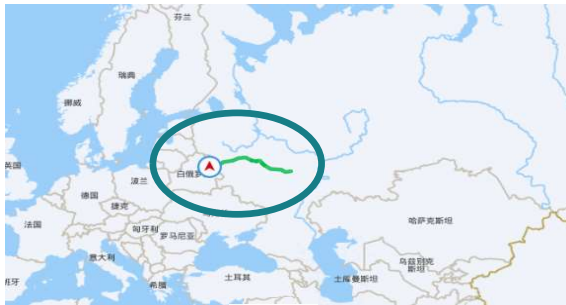 芬兰
瑞典
挪威
英国
波兰
白俄罗
德国
捷克
法国
匈牙利
罗马尼亚
哈萨克斯坦
意大利
乌兹别克
斯坦
希腊
土耳其
土库曼斯坦
班牙